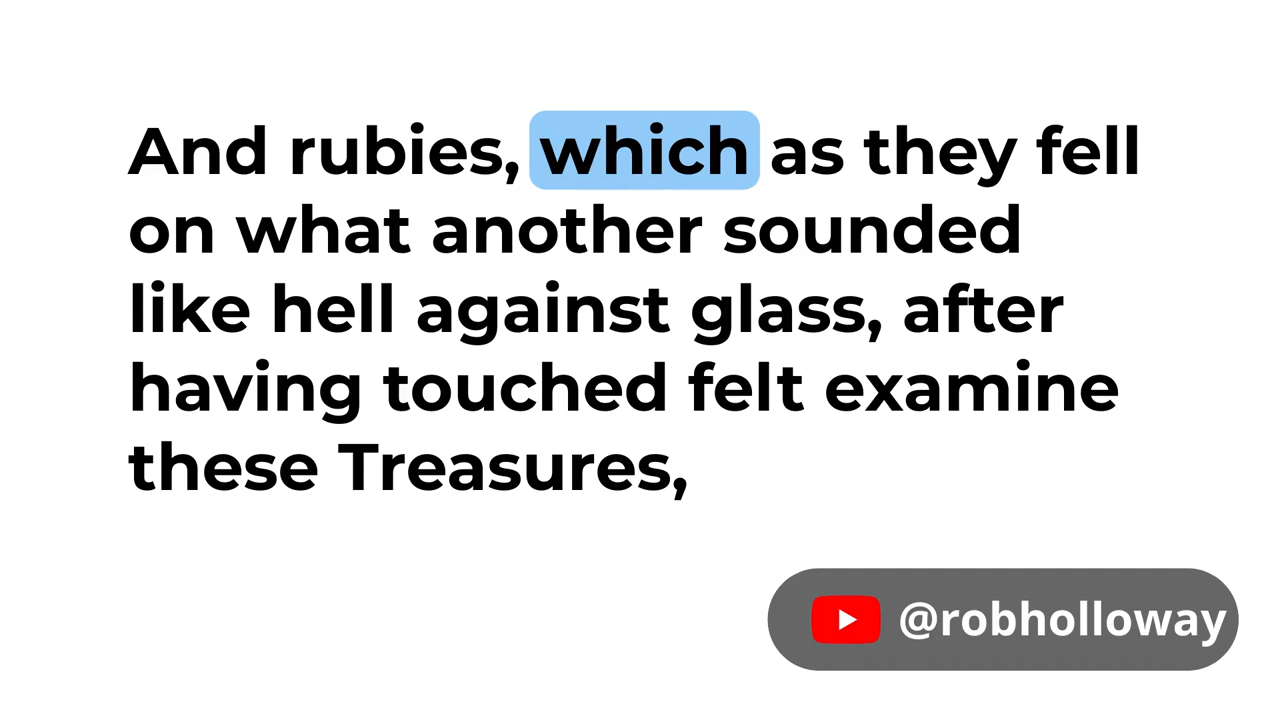 And rubies, which as they fell
on what another sounded
like hell against glass, after
having touched felt examine
these Treasures,
@robholloway